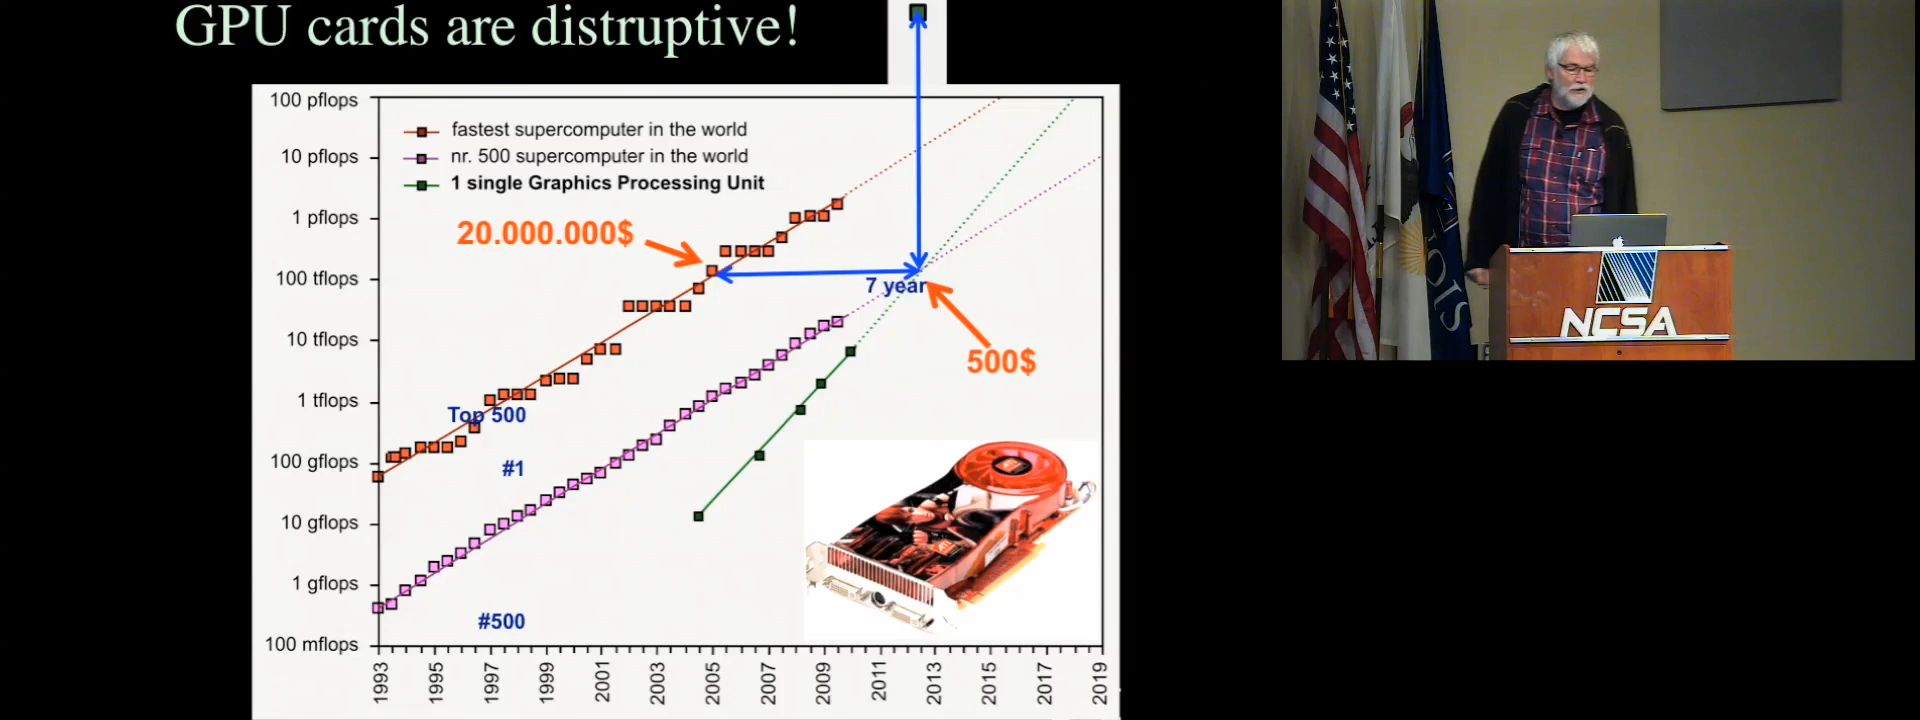 GPU cards are distruptive!
100 pflops
10 pflops
1 pflops
100 tflops
10 tflops
1 tflops
100 gflops
10 gflops
1 gflops
100 mflops
fastest supercomputer in the world
nr. 500 supercomputer in the world
1 single Graphics Processing Unit
20.000.000$
7 year
500$
Top 500
#1
#500
1993
1995
1997
1999
2001
2003
2005
2007
2009
2011
2013
2015
2017
2019
OIS
NCSA